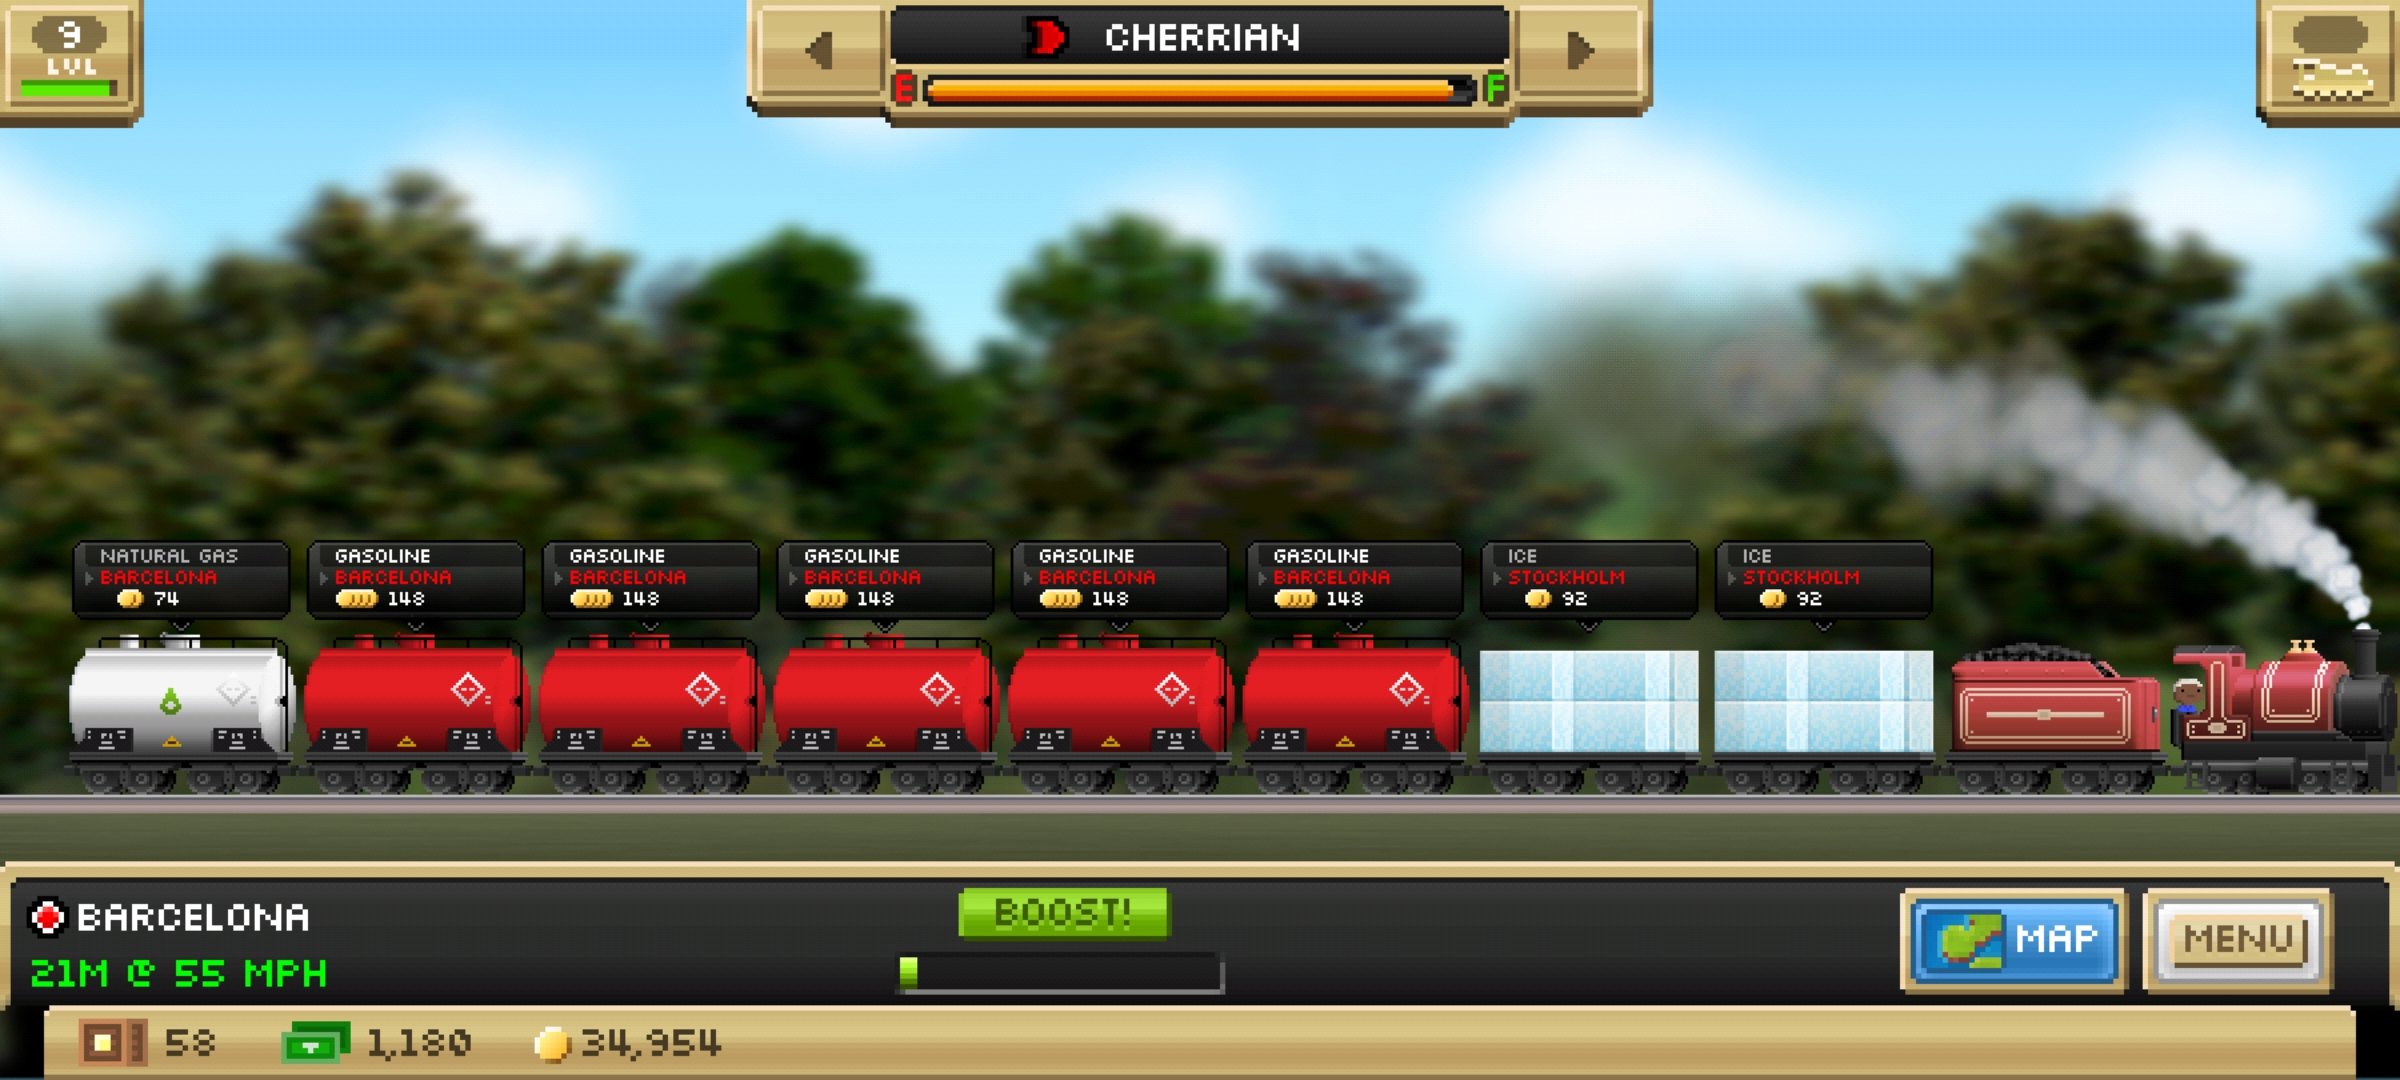 9
LVL
CHERRIAN
E F
NATURAL GAS
BARCELONA
74
GASOLINE
BARCELONA
148
GASOLINE
BARCELONA
148
GASOLINE
BARCELONA
148
GASOLINE
BARCELONA
148
GASOLINE
BARCELONA
148
ICE
STOCKHOLM
92
ICE
STOCKHOLM
92
BARCELONA
21M @ 55 MPH
BOOST!
MAP
MENU
58
1,180
34,954